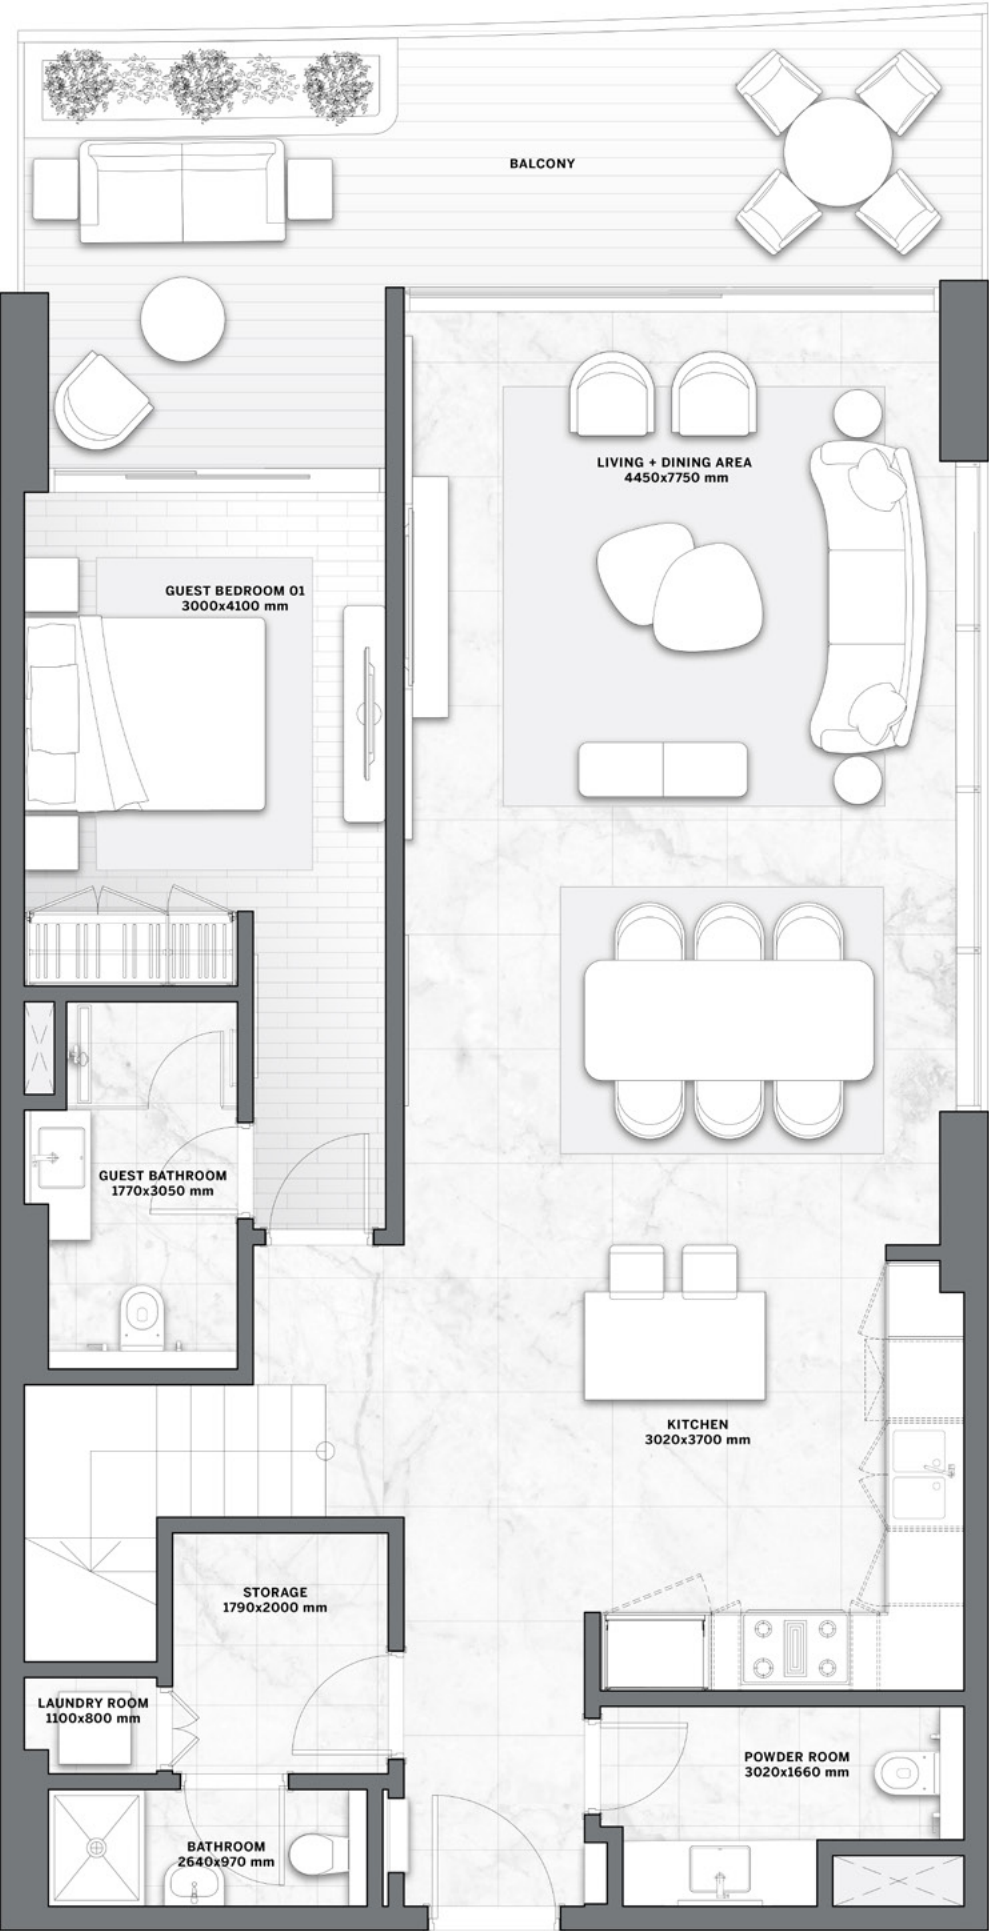 BALCONY
LIVING + DINING AREA
4450x7750 mm
GUEST BEDROOM 01
3000x4100 mm
GUEST BATHROOM
1770x3050 mm
KITCHEN
3020x3700 mm
STORAGE
1790x2000 mm
LAUNDRY ROOM
1100x800 mm
POWDER ROOM
3020x1660 mm
BATHROOM
2640x970 mm